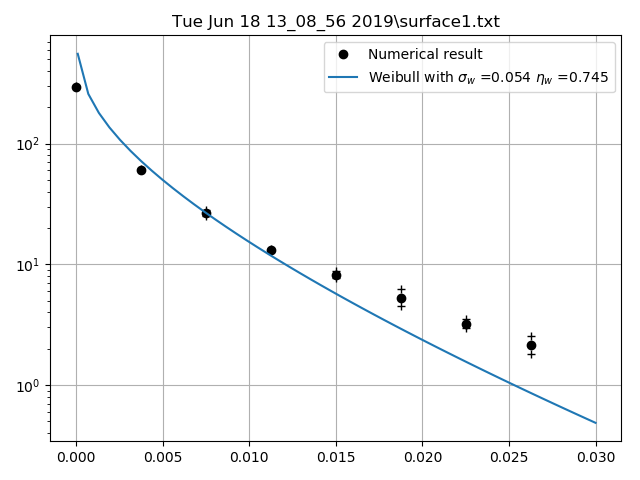 Tue Jun 18 13_08_56 2019\surface1.txt
Numerical result
Weibull with σw =0.054 ηw =0.745
10²
10¹
10⁰
0.000 0.005 0.010 0.015 0.020 0.025 0.030